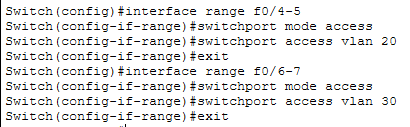 Switch(config)#interface range f0/4-5
Switch(config-if-range)#switchport mode access
Switch(config-if-range)#switchport access vlan 20
Switch(config-if-range)#exit
Switch(config)#interface range f0/6-7
Switch(config-if-range)#switchport mode access
Switch(config-if-range)#switchport access vlan 30
Switch(config-if-range)#exit